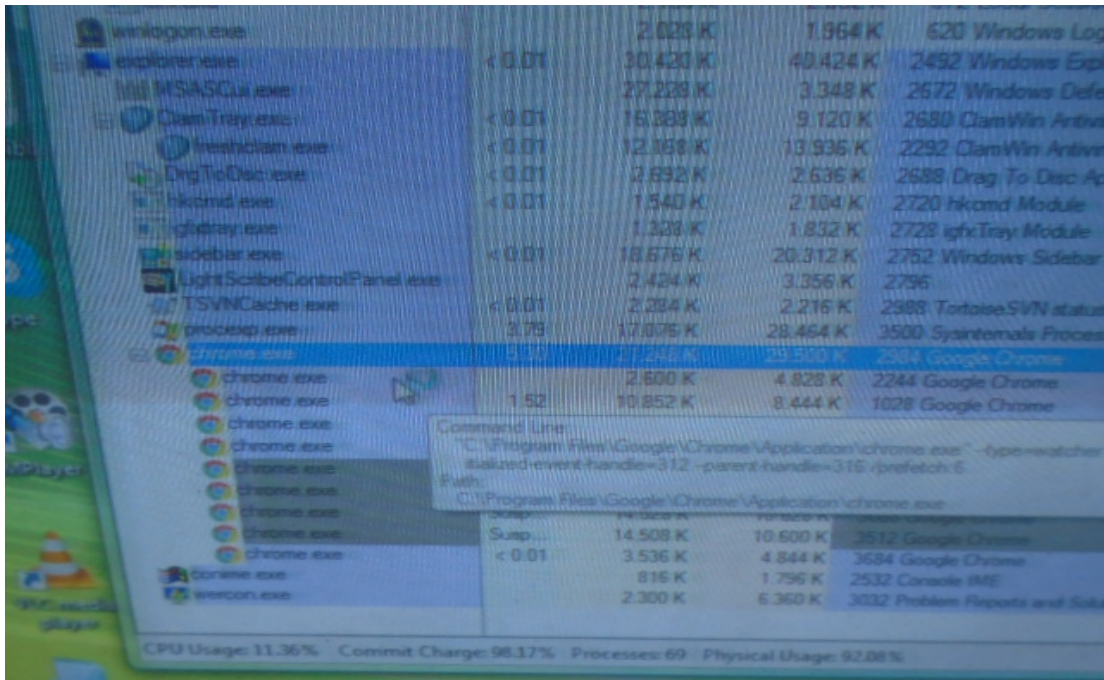 winlogon.exe 2.028 K 1.964 K 620 Windows Log
explorer.exe < 0.01 30.420 K 40.424 K 2492 Windows Expl
MSASCui.exe 27.228 K 3.348 K 2672 Windows Defe
ClamTray.exe < 0.01 16.388 K 9.120 K 2680 ClamWin Antivir
freshclam.exe < 0.01 12.168 K 13.936 K 2292 ClamWin Antivir
DrgToDisc.exe < 0.01 2.692 K 2.636 K 2688 Drag To Disc Ap
hkcmd.exe < 0.01 1.540 K 2.104 K 2720 hkcmd Module
igfxtray.exe 1.328 K 1.832 K 2728 igfxTray Module
sidebar.exe < 0.01 18.676 K 20.312 K 2752 Windows Sidebar
LightScribeControlPanel.exe 2.424 K 3.356 K 2796
TSVNCache.exe < 0.01 2.284 K 2.216 K 2988 TortoiseSVN status
procexp.exe 3.79 17.076 K 28.464 K 3500 Sysinternals Process
chrome.exe 29.500 K 2984 Google Chrome
chrome.exe 2.600 K 4.828 K 2244 Google Chrome
chrome.exe 1.52 10.852 K 8.444 K 1028 Google Chrome
chrome.exe
chrome.exe
chrome.exe
chrome.exe
chrome.exe
chrome.exe Susp... 14.508 K 10.600 K 3512 Google Chrome
chrome.exe < 0.01 3.536 K 4.844 K 3684 Google Chrome
conime.exe 816 K 1.796 K 2532 Console IME
wercon.exe 2.300 K 6.360 K 3032 Problem Reports and Solu
Command Line:
"C:\Program Files\Google\Chrome\Application\chrome.exe" --type=watcher
itialized-event-handle=312 --parent-handle=316 /prefetch:6
Path:
C:\Program Files\Google\Chrome\Application\chrome.exe
CPU Usage: 11.36% Commit Charge: 98.17% Processes: 69 Physical Usage: 92.08%
ype
MPlayer
VLC media
player